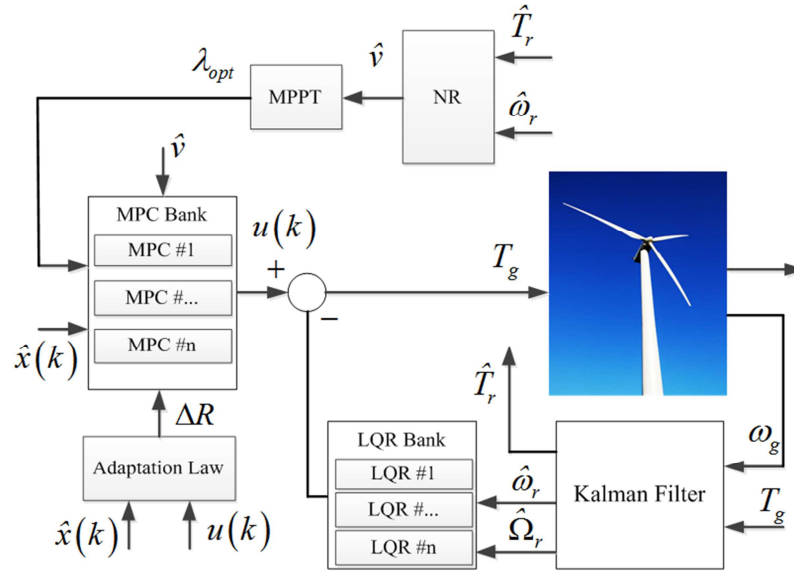 T̂_r
λ_opt
v̂
MPPT
NR
ω̂_r
v̂
MPC Bank
u(k)
MPC #1
+
T_g
MPC #...
−
MPC #n
x̂(k)
T̂_r
ΔR
LQR Bank
ω_g
Adaptation Law
LQR #1
ω̂_r
Kalman Filter
LQR #...
T_g
Ω̂_r
x̂(k)
u(k)
LQR #n